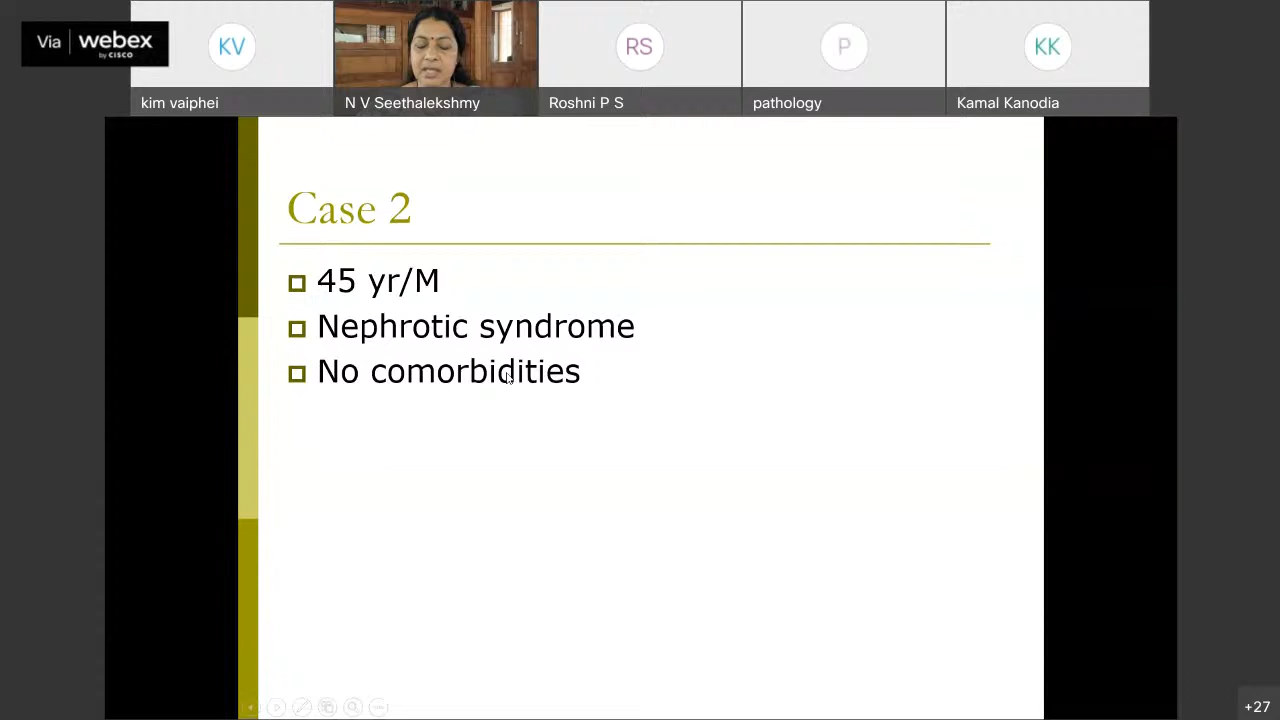 Via webex
by CISCO
KV
RS
P
KK
kim vaiphei
N V Seethalekshmy
Roshni P S
pathology
Kamal Kanodia
Case 2
45 yr/M
Nephrotic syndrome
No comorbidities
+27